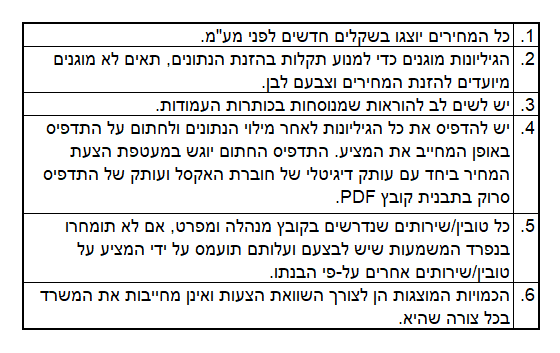 1. כל המחירים יוצגו בשקלים חדשים לפני מע"מ.
2. הגיליונות מוגנים כדי למנוע תקלות בהזנת הנתונים, תאים לא מוגנים
מיועדים להזנת המחירים וצבעם לבן.
3. יש לשים לב להוראות שמנוסחות בכותרות העמודות.
4. יש להדפיס את כל הגיליונות לאחר מילוי הנתונים ולחתום על התדפיס
באופן המחייב את המציע. התדפיס החתום יוגש במעטפת הצעת
המחיר ביחד עם עותק דיגיטלי של חוברת האקסל ועותק של התדפיס
סרוק בתבנית קובץ PDF.
5. כל טובין/שירותים שנדרשים בקובץ מנהלה ומפרט, אם לא תומחרו
בנפרד המשמעות שיש לבצעם ועלותם תועמס על ידי המציע על
טובין/שירותים אחרים על-פי הבנתו.
6. הכמויות המוצגות הן לצורך השוואת הצעות ואינן מחייבות את המשרד
בכל צורה שהיא.